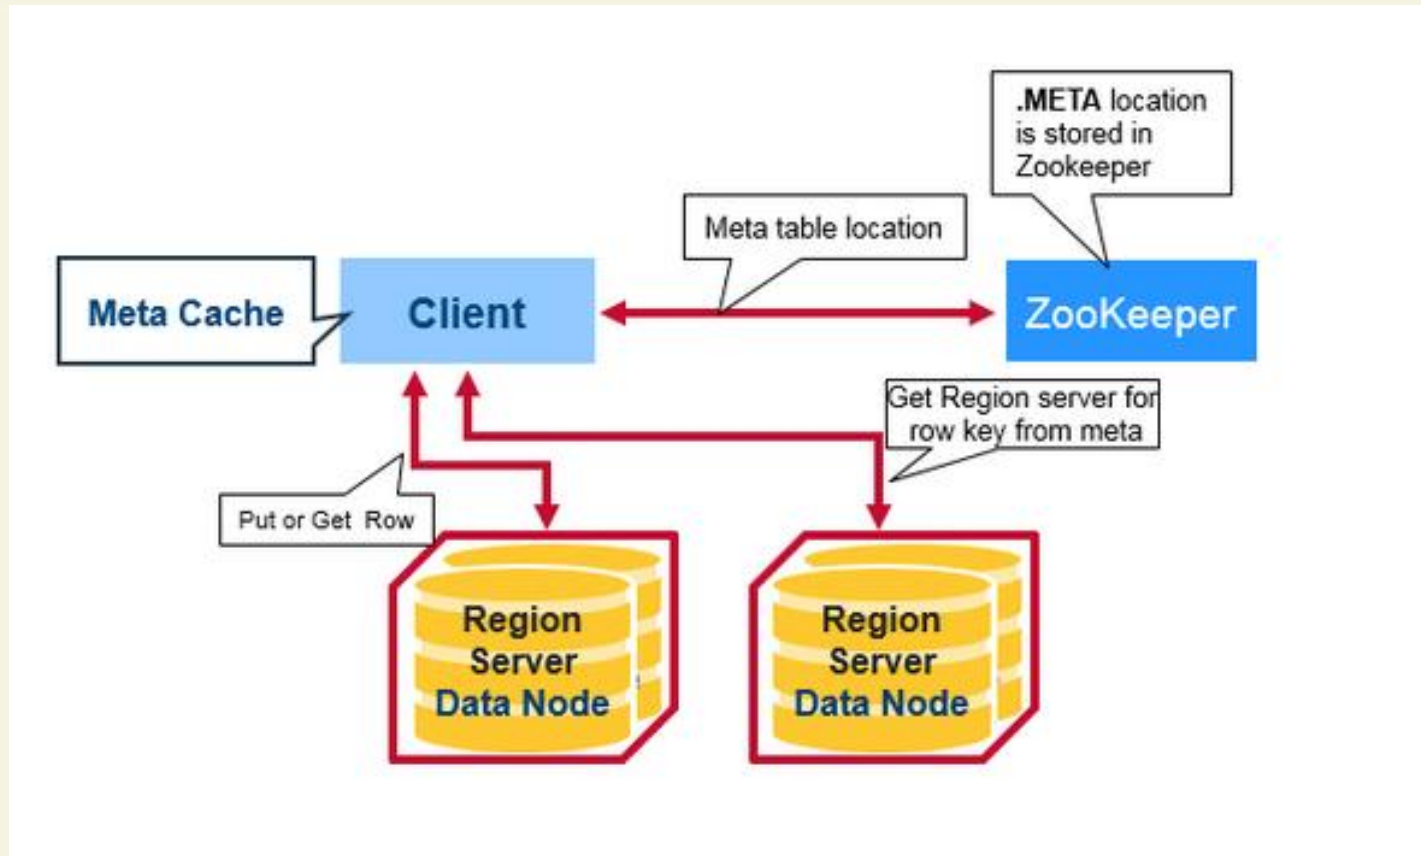 .META location
is stored in
Zookeeper
Meta table location
Meta Cache
Client
ZooKeeper
Get Region server for
row key from meta
Put or Get Row
Region
Server
Data Node
Region
Server
Data Node